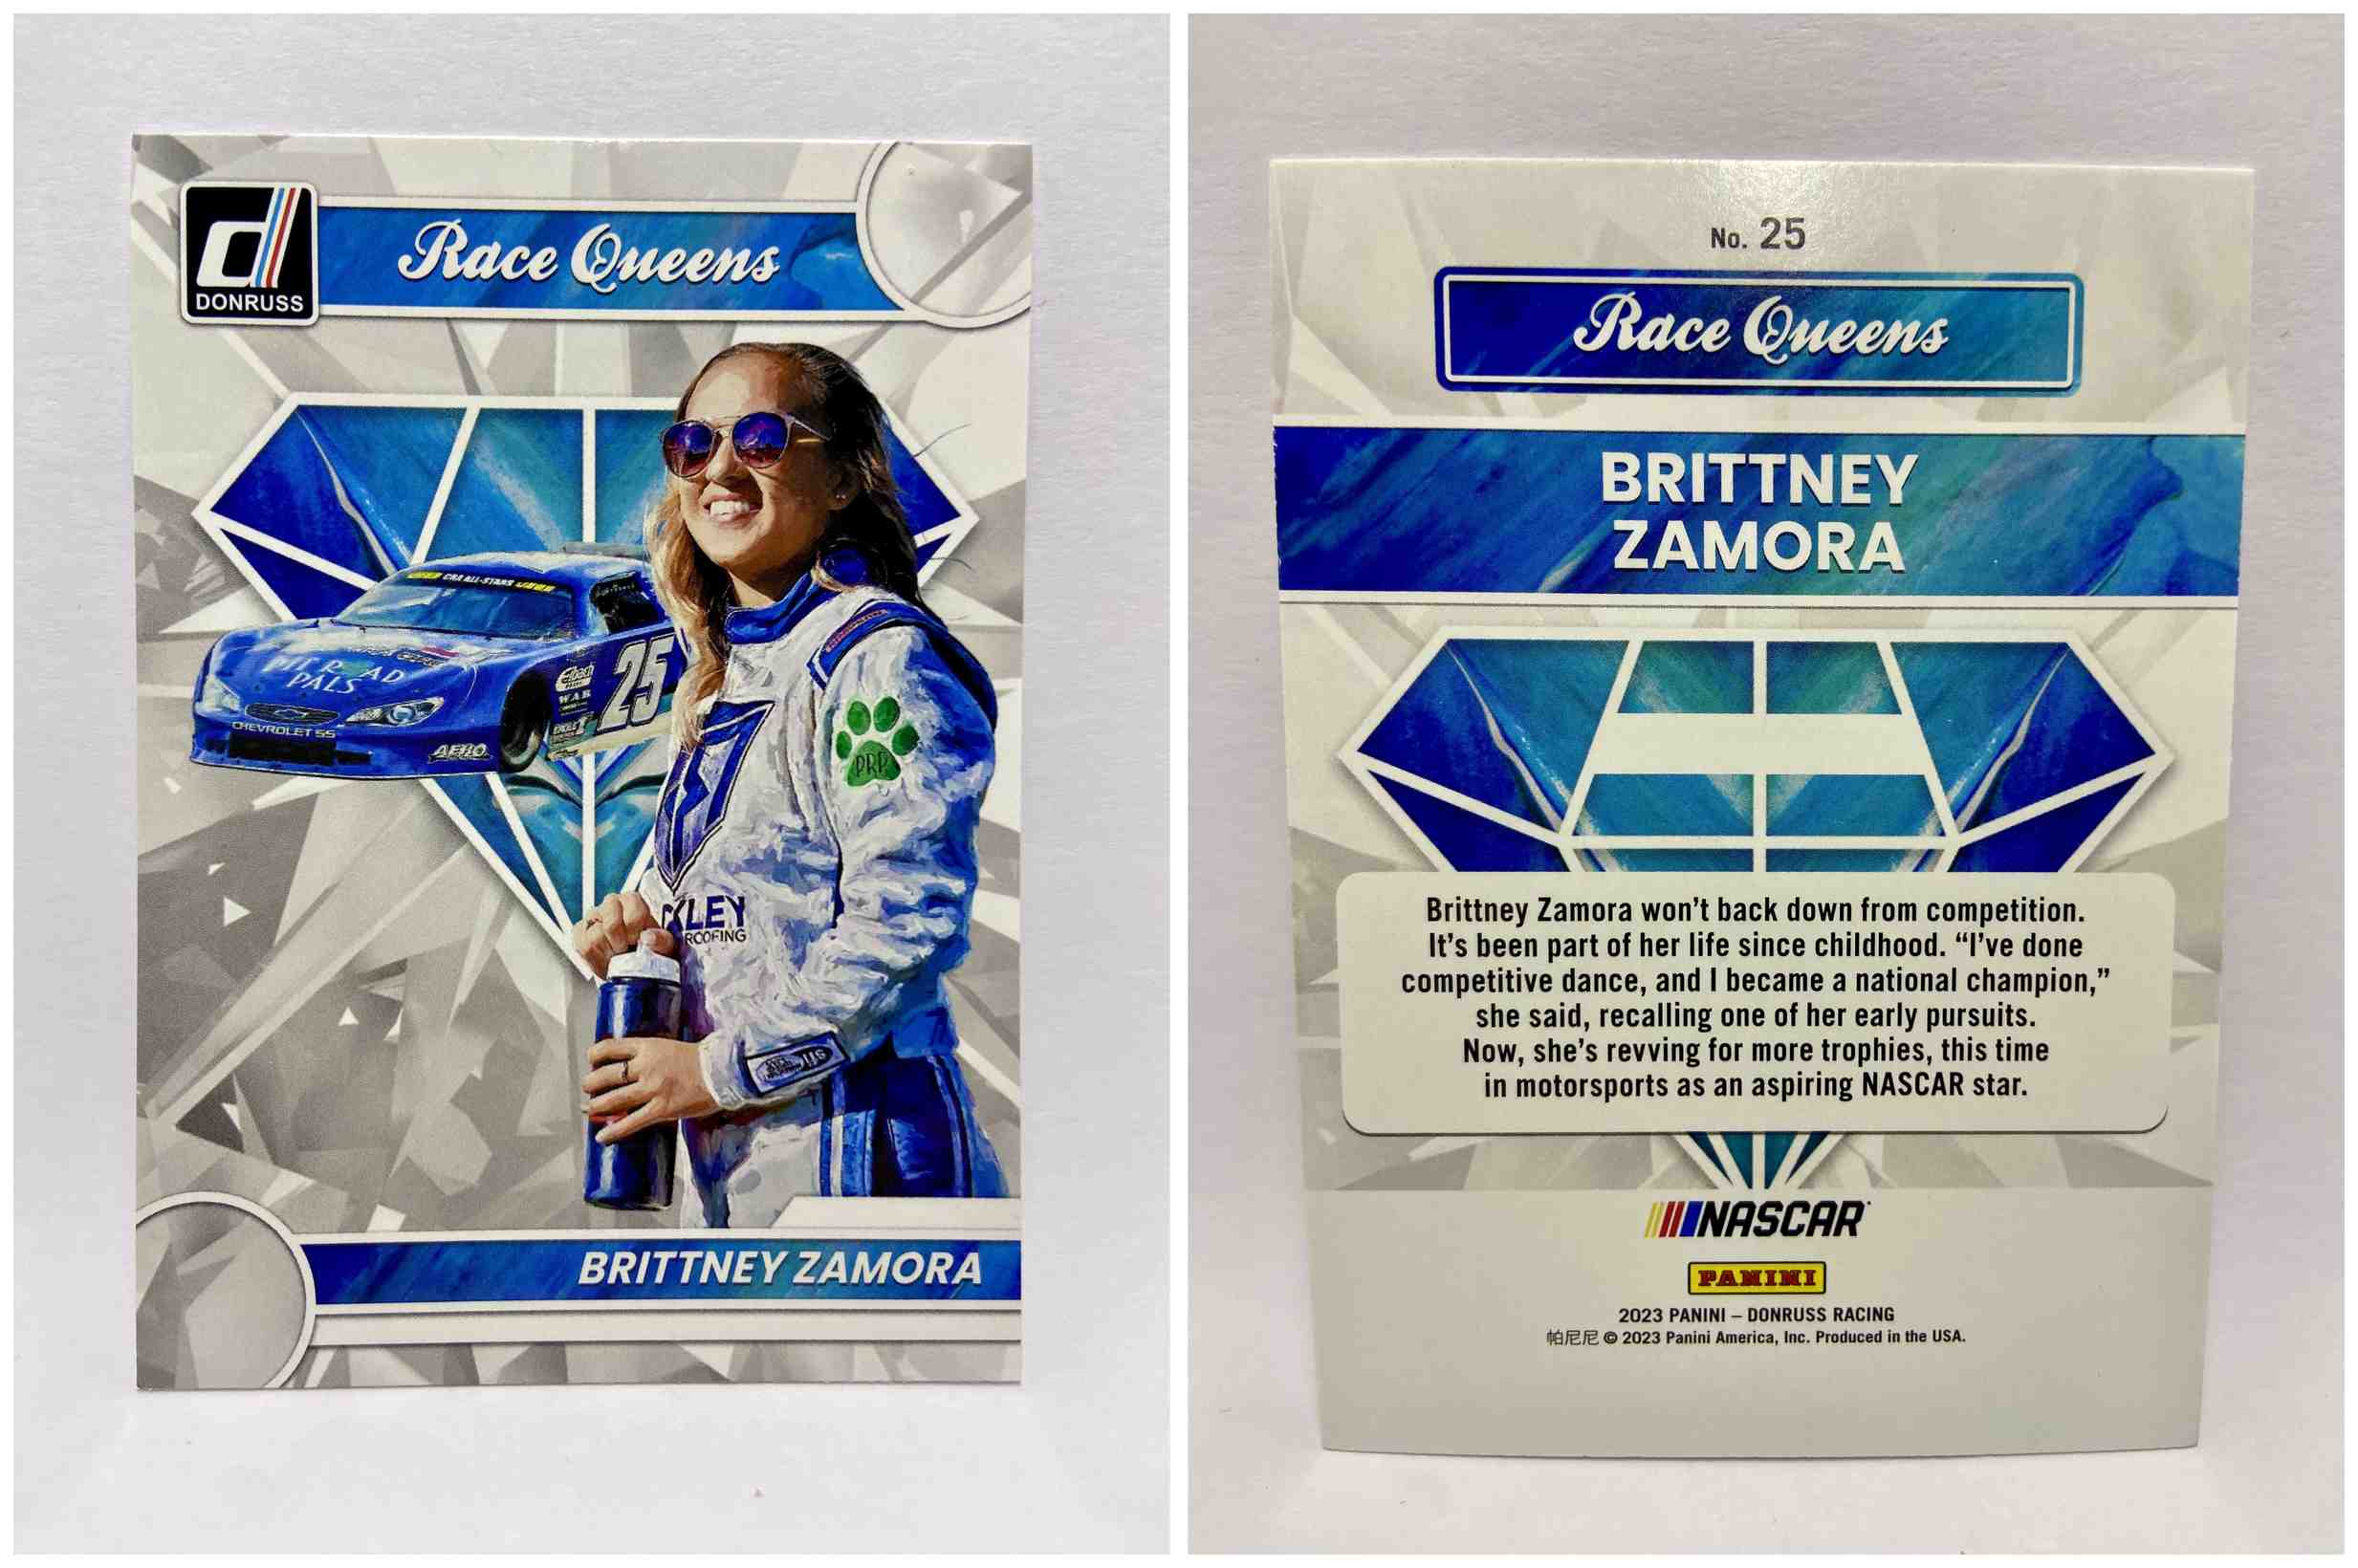 d
DONRUSS
Race Queens
CRA ALL-STARS
PIT ROAD
PALS
CHEVROLET SS
AERO
Elbach
WAR
25
PRP
KLEY
ROOFING
BRITTNEY ZAMORA
No. 25
Race Queens
BRITTNEY
ZAMORA
Brittney Zamora won't back down from competition.
It's been part of her life since childhood. “I've done
competitive dance, and I became a national champion,”
she said, recalling one of her early pursuits.
Now, she's revving for more trophies, this time
in motorsports as an aspiring NASCAR star.
NASCAR
PANINI
2023 PANINI – DONRUSS RACING
帕尼尼 © 2023 Panini America, Inc. Produced in the USA.